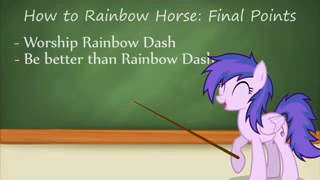 How to Rainbow Horse: Final Points
- Worship Rainbow Dash
- Be better than Rainbow Dash